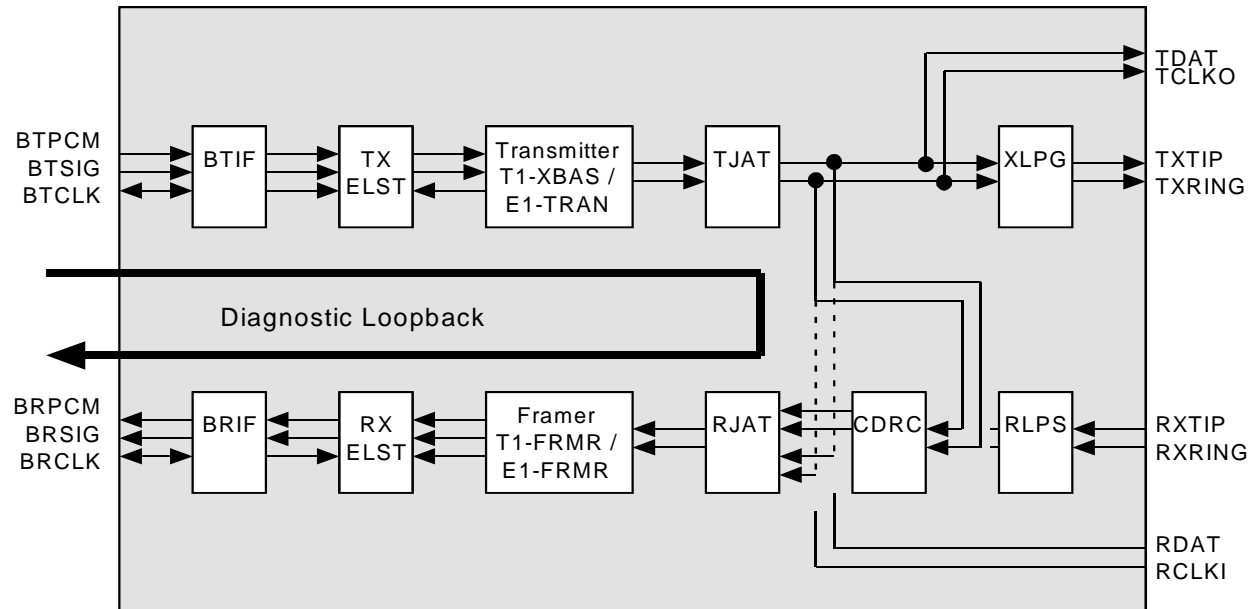 TDAT
TCLKO
BTPCM
BTSIG
BTCLK
BTIF
TX
ELST
Transmitter
T1-XBAS /
E1-TRAN
TJAT
XLPG
TXTIP
TXRING
Diagnostic Loopback
BRPCM
BRSIG
BRCLK
BRIF
RX
ELST
Framer
T1-FRMR /
E1-FRMR
RJAT
CDRC
RLPS
RXTIP
RXRING
RDAT
RCLKI